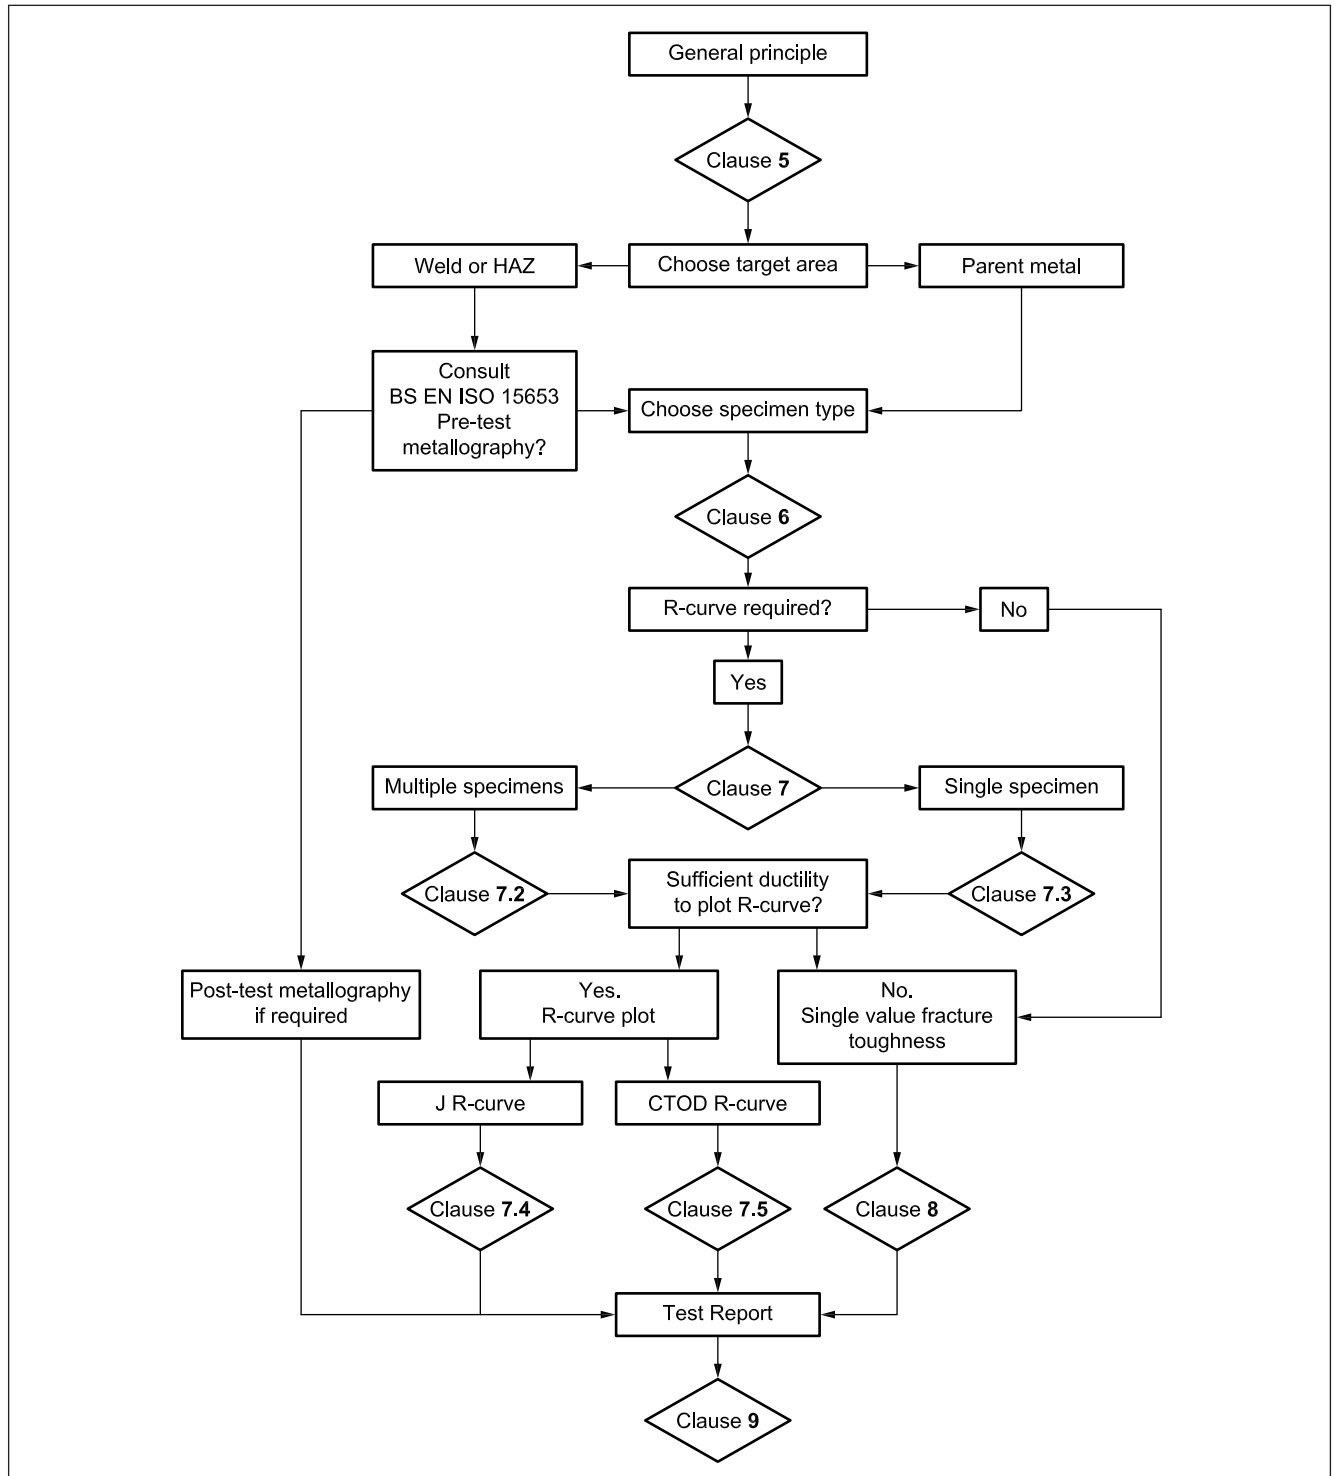 General principle
Clause 5
Weld or HAZ
Choose target area
Parent metal
Consult
BS EN ISO 15653
Pre-test
metallography?
Choose specimen type
Clause 6
R-curve required?
No
Yes
Multiple specimens
Clause 7
Single specimen
Clause 7.2
Sufficient ductility
to plot R-curve?
Clause 7.3
Post-test metallography
if required
Yes.
R-curve plot
No.
Single value fracture
toughness
J R-curve
CTOD R-curve
Clause 7.4
Clause 7.5
Clause 8
Test Report
Clause 9